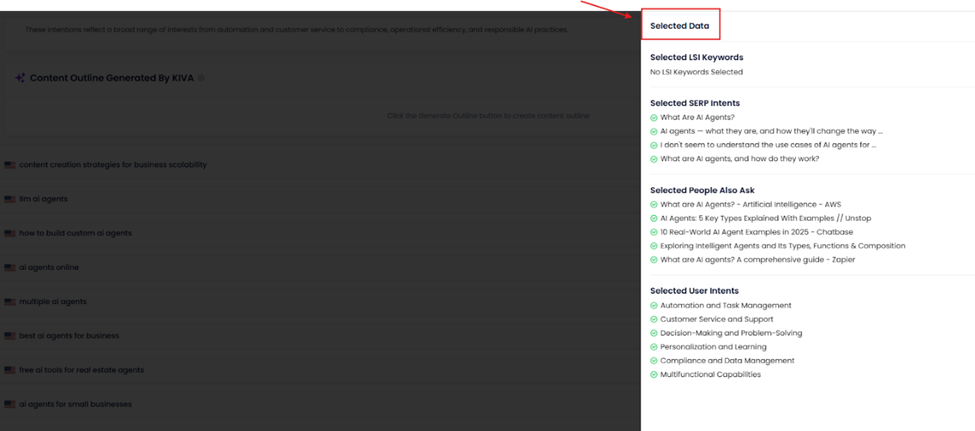 These intentions reflect a broad range of interests from automation and customer service to compliance, operational efficiency, and responsible AI practices.
Content Outline Generated By KIVA
Click the Generate Outline button to create content outline
content creation strategies for business scalability
llm ai agents
how to build custom ai agents
ai agents online
multiple ai agents
best ai agents for business
free ai tools for real estate agents
ai agents for small businesses
Selected Data
Selected LSI Keywords
No LSI Keywords Selected
Selected SERP Intents
What Are AI Agents?
AI agents — what they are, and how they'll change the way ...
I don't seem to understand the use cases of AI agents for ...
What are AI agents, and how do they work?
Selected People Also Ask
What are AI Agents? - Artificial Intelligence - AWS
AI Agents: 5 Key Types Explained With Examples // Unstop
10 Real-World AI Agent Examples in 2025 - Chatbase
Exploring Intelligent Agents and Its Types, Functions & Composition
What are AI agents? A comprehensive guide - Zapier
Selected User Intents
Automation and Task Management
Customer Service and Support
Decision-Making and Problem-Solving
Personalization and Learning
Compliance and Data Management
Multifunctional Capabilities